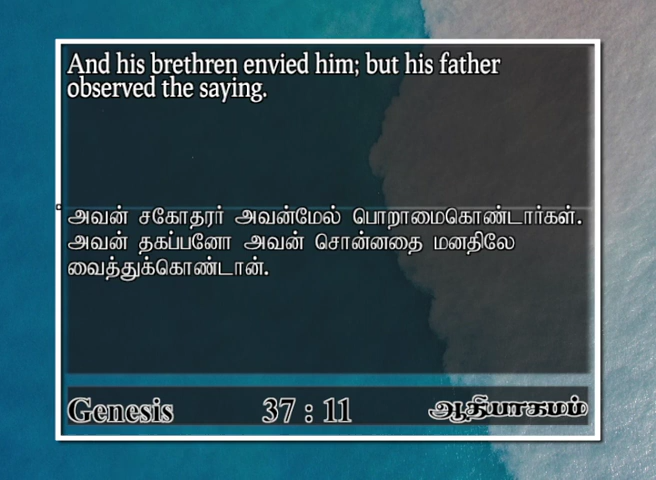 And his brethren envied him; but his father
observed the saying.
அவன் சகோதரர் அவன்மேல் பொறாமைகொண்டார்கள்.
அவன் தகப்பனோ அவன் சொன்னதை மனதிலே
வைத்துக்கொண்டான்.
Genesis 37 : 11 ஆதியாகமம்